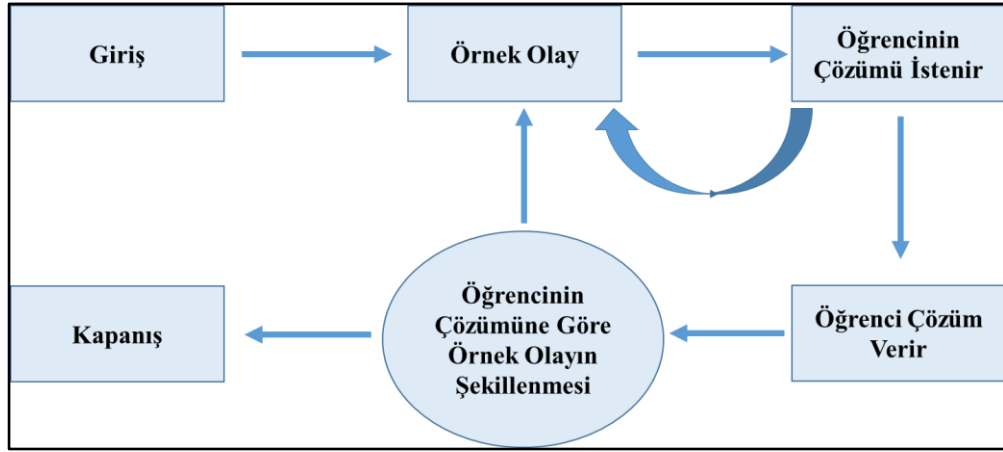 Giriş
Örnek Olay
Öğrencinin
Çözümü İstenir
Kapanış
Öğrencinin
Çözümüne Göre
Örnek Olayın
Şekillenmesi
Öğrenci Çözüm
Verir